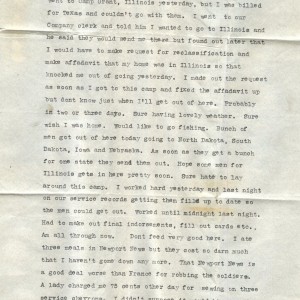 sent to Camp Grant, Illinois yesterday, but I was billed
for Texas and couldn't go with them. I went to our
Company clerk and told him I wanted to go to Illinois and
he said they would send me there but found out later that
I would have to make request for reclassification and
make affadavit that my home was in Illinois so that
knocked me out of going yesterday. I made out the request
as soon as I got to this camp and fixed the affadavit up
but dont know just when I'll get out of here. Probably
in two or three days. Sure having lovely weather. Sure
wish I was home. Would like to go fishing. Bunch of
men got out of here today going to North Dakota, South
Dakota, Iowa and Nebraska. As soon as they get a bunch
for one state they send them out. Hope some men for
Illinois gets in here pretty soon. Sure hate to lay
around this camp. I worked hard yesterday and last night
on our service records getting then filled up to date so
the men could get out. Worked until midnight last night.
Had to make out final indorsments, fill out cards etc..
Am all through now. Dont feel very good here. I ate
three meals in Newport News but they cost so darn much
that I haven't gone down any more. That Newport News is
a good deal worse than France for robbing the soldiers.
A lady charged me 75 cents other day for sewing on three
service chevrons. I didn't